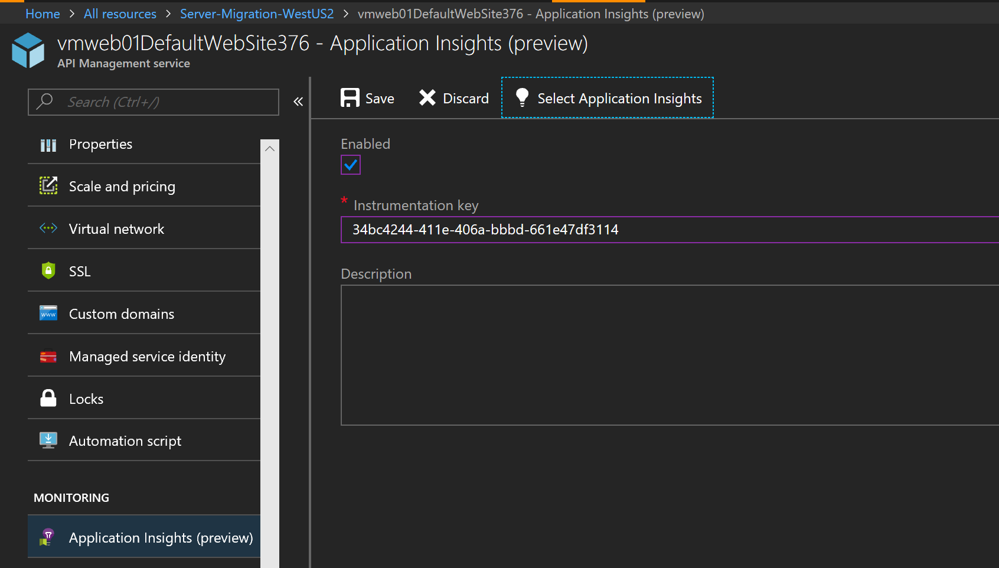 Home > All resources > Server-Migration-WestUS2 > vmweb01DefaultWebSite376 - Application Insights (preview)
vmweb01DefaultWebSite376 - Application Insights (preview)
API Management service
Search (Ctrl+/)
«
Properties
Scale and pricing
Virtual network
SSL
www
Custom domains
Managed service identity
Locks
Automation script
MONITORING
Application Insights (preview)
Save
Discard
Select Application Insights
Enabled
* Instrumentation key
34bc4244-411e-406a-bbbd-661e47df3114
Description